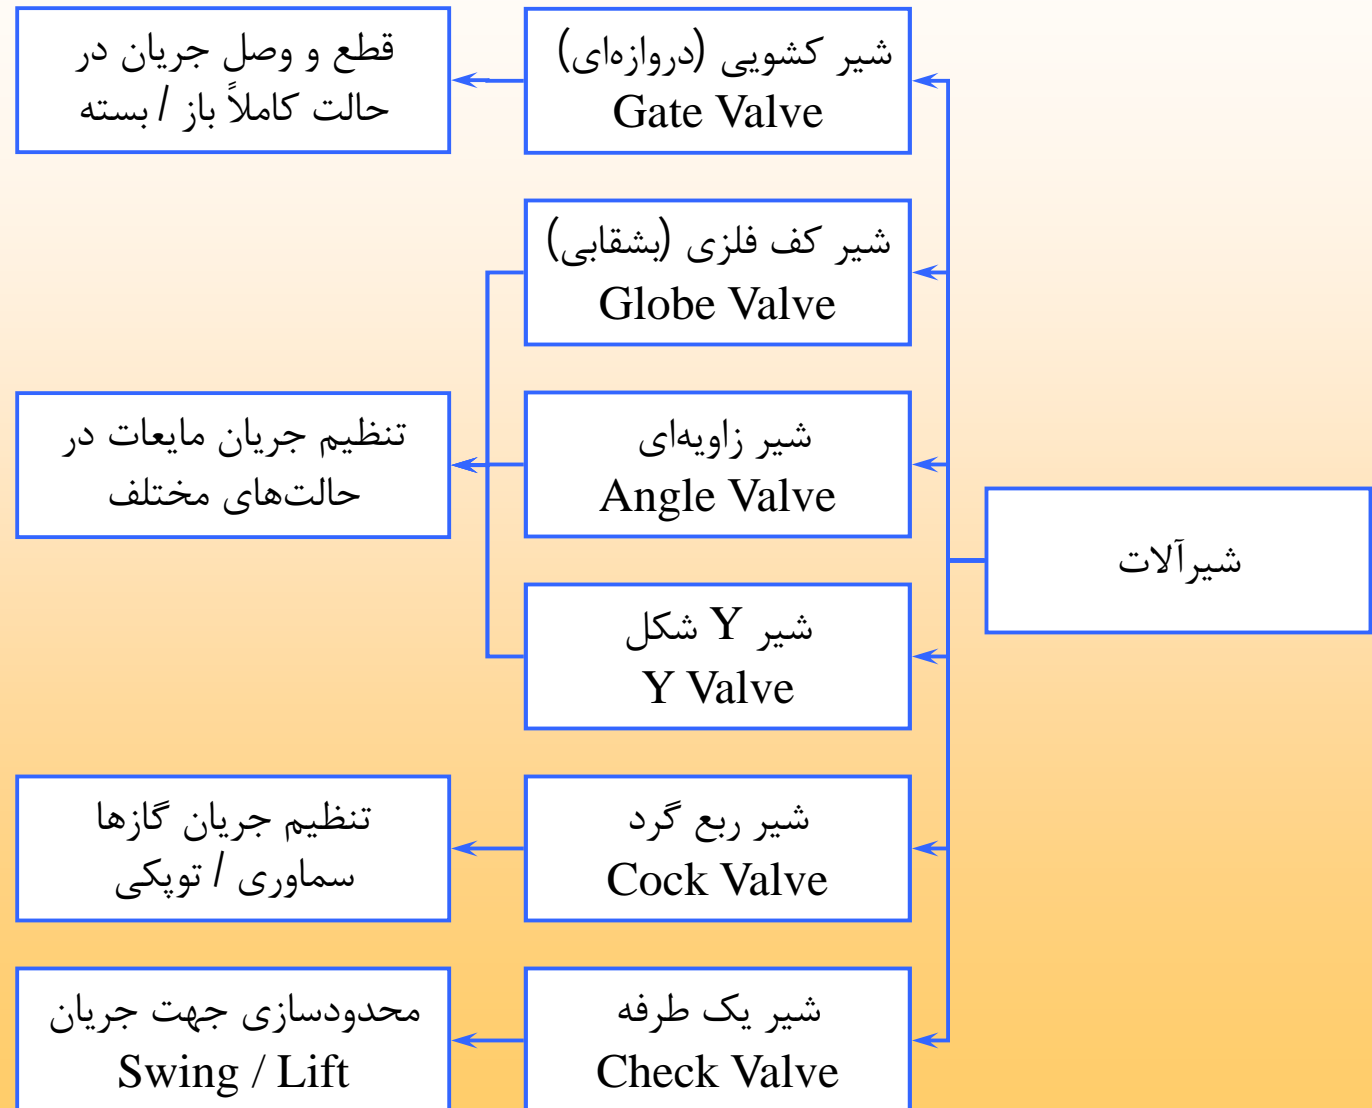 شیرآلات
شیر کشویی (دروازه‌ای)
Gate Valve
قطع و وصل جریان در
حالت کاملاً باز / بسته
شیر کف فلزی (بشقابی)
Globe Valve
شیر زاویه‌ای
Angle Valve
شیر Y شکل
Y Valve
تنظیم جریان مایعات در
حالت‌های مختلف
شیر ربع گرد
Cock Valve
تنظیم جریان گازها
سماوری / توپکی
شیر یک طرفه
Check Valve
محدودسازی جهت جریان
Swing / Lift